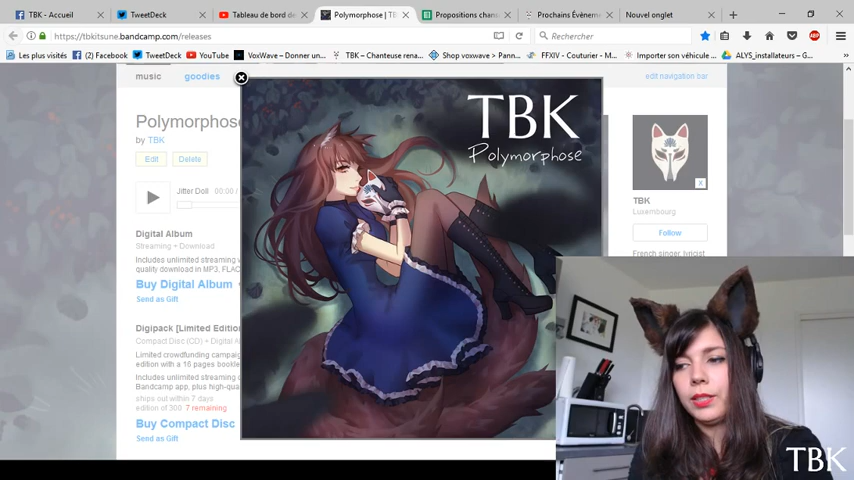 TBK - Accueil
TweetDeck
Tableau de bord de
Polymorphose | TB
Propositions chan
Prochains Évènem
Nouvel onglet
https://tbkitsune.bandcamp.com/releases
Rechercher
Les plus visités
(2) Facebook
TweetDeck
YouTube
VoxWave – Donner un...
TBK – Chanteuse rena...
Shop voxwave > Pann...
FFXIV - Couturier - M...
Importer son véhicule ...
ALYS_installateurs – G...
music
goodies
edit navigation bar
Polymorphose
by TBK
Edit
Delete
Jitter Doll 00:00 /
Digital Album
Streaming + Download
Includes unlimited streaming
quality download in MP3, FLAC
Buy Digital Album
Send as Gift
Digipack [Limited Edition
Compact Disc (CD) + Digital A
Limited crowdfunding campaig
edition with a 16 pages booklet
Includes unlimited streaming o
Bandcamp app, plus high-qua
ships out within 7 days
edition of 300 7 remaining
Buy Compact Disc
Send as Gift
TBK
Polymorphose
X
TBK
Luxembourg
Follow
French singer, lyricist
TBK